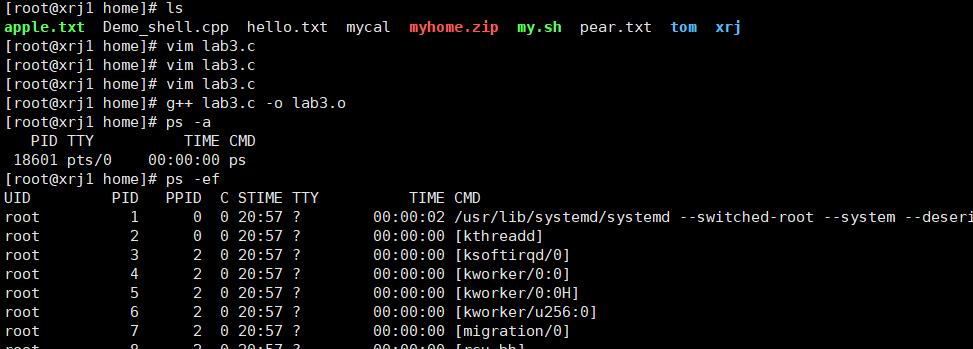 [root@xrj1 home]# ls
apple.txt Demo_shell.cpp hello.txt mycal myhome.zip my.sh pear.txt tom xrj
[root@xrj1 home]# vim lab3.c
[root@xrj1 home]# vim lab3.c
[root@xrj1 home]# vim lab3.c
[root@xrj1 home]# g++ lab3.c -o lab3.o
[root@xrj1 home]# ps -a
PID TTY TIME CMD
18601 pts/0 00:00:00 ps
[root@xrj1 home]# ps -ef
UID PID PPID C STIME TTY TIME CMD
root 1 0 0 20:57 ? 00:00:02 /usr/lib/systemd/systemd --switched-root --system --deseri
root 2 0 0 20:57 ? 00:00:00 [kthreadd]
root 3 2 0 20:57 ? 00:00:00 [ksoftirqd/0]
root 4 2 0 20:57 ? 00:00:00 [kworker/0:0]
root 5 2 0 20:57 ? 00:00:00 [kworker/0:0H]
root 6 2 0 20:57 ? 00:00:00 [kworker/u256:0]
root 7 2 0 20:57 ? 00:00:00 [migration/0]
root 8 2 0 20:57 ? 00:00:00 [rcu_bh]